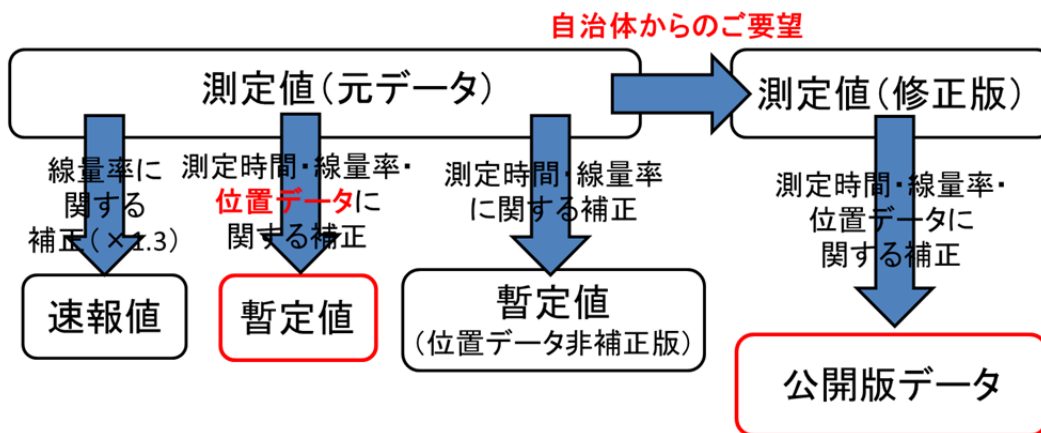 自治体からのご要望
測定値(元データ)
測定値(修正版)
線量率に
関する
補正(×1.3)
測定時間・線量率・
位置データに
関する補正
測定時間・線量率
に関する補正
測定時間・線量率・
位置データに
関する補正
速報値
暫定値
暫定値
(位置データ非補正版)
公開版データ